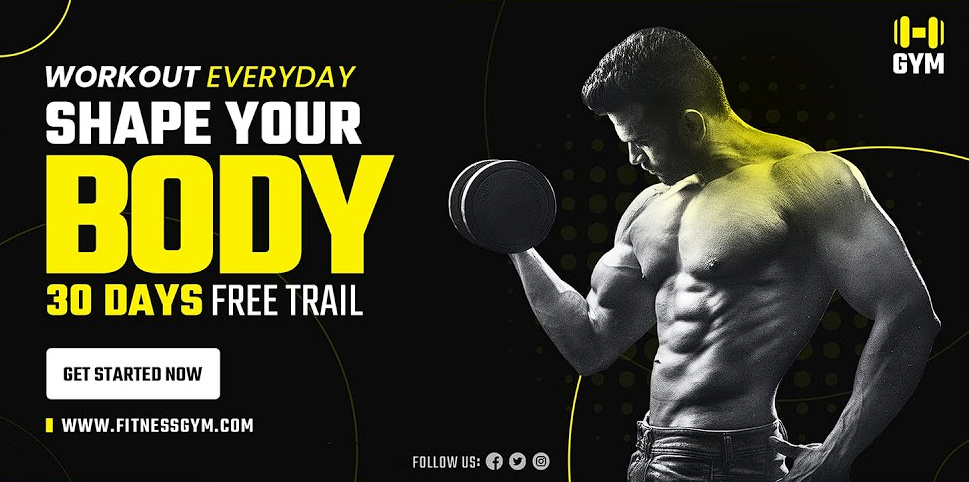 WORKOUT EVERYDAY
SHAPE YOUR
BODY
30 DAYS FREE TRAIL
GET STARTED NOW
WWW.FITNESSGYM.COM
FOLLOW US:
GYM